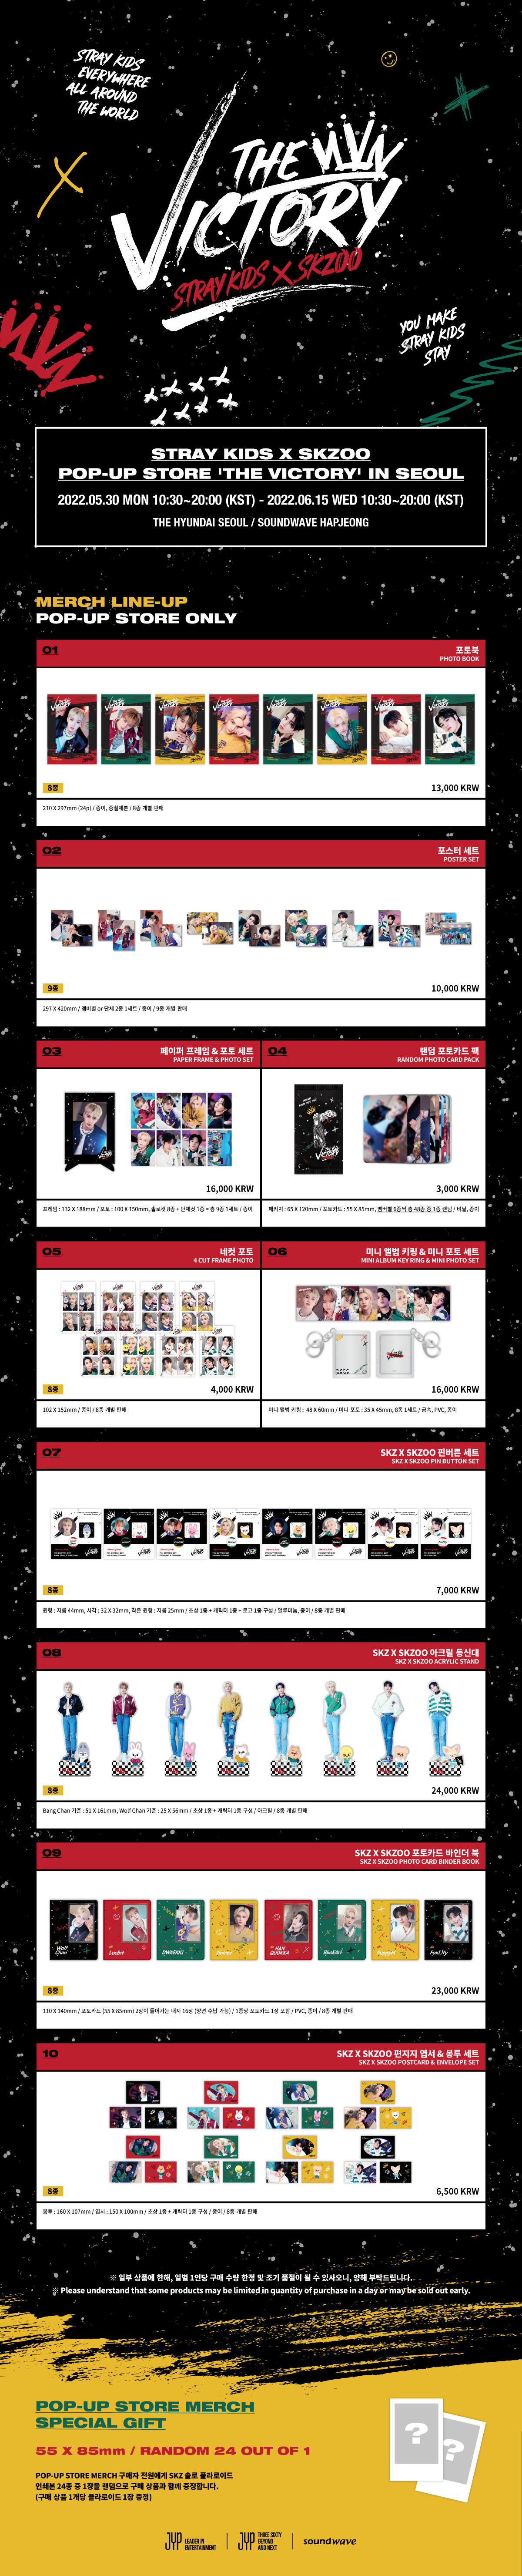 STRAY KIDS
EVERYWHERE
ALL AROUND
THE WORLD
THE
VICTORY
STRAY KIDS X SKZOO
YOU MAKE
STRAY KIDS
STAY
STRAY KIDS X SKZOO
POP-UP STORE 'THE VICTORY' IN SEOUL
2022.05.30 MON 10:30~20:00 (KST) - 2022.06.15 WED 10:30~20:00 (KST)
THE HYUNDAI SEOUL / SOUNDWAVE HAPJEONG
MERCH LINE-UP
POP-UP STORE ONLY
01
포토북
PHOTO BOOK
8종
13,000 KRW
210 X 297mm (24p) / 종이, 중철제본 / 8종 개별 판매
02
포스터 세트
POSTER SET
9종
10,000 KRW
297 X 420mm / 멤버별 or 단체 2종 1세트 / 종이 / 9종 개별 판매
03
페이퍼 프레임 & 포토 세트
PAPER FRAME & PHOTO SET
16,000 KRW
프레임 : 132 X 188mm / 포토 : 100 X 150mm, 솔로컷 8종 + 단체컷 1종 = 총 9종 1세트 / 종이
04
랜덤 포토카드 팩
RANDOM PHOTO CARD PACK
3,000 KRW
패키지 : 65 X 120mm / 포토카드 : 55 X 85mm, 멤버별 6종씩 총 48종 중 1종 랜덤 / 비닐, 종이
05
네컷 포토
4 CUT FRAME PHOTO
8종
4,000 KRW
102 X 152mm / 종이 / 8종 개별 판매
06
미니 앨범 키링 & 미니 포토 세트
MINI ALBUM KEY RING & MINI PHOTO SET
16,000 KRW
미니 앨범 키링 : 48 X 60mm / 미니 포토 : 35 X 45mm, 8종 1세트 / 금속, PVC, 종이
07
SKZ X SKZOO 핀버튼 세트
SKZ X SKZOO PIN BUTTON SET
8종
7,000 KRW
원형 : 지름 44mm, 사각 : 32 X 32mm, 작은 원형 : 지름 25mm / 초상 1종 + 캐릭터 1종 + 로고 1종 구성 / 알루미늄, 종이 / 8종 개별 판매
08
SKZ X SKZOO 아크릴 등신대
SKZ X SKZOO ACRYLIC STAND
8종
24,000 KRW
Bang Chan 기준 : 51 X 161mm, Wolf Chan 기준 : 25 X 56mm / 초상 1종 + 캐릭터 1종 구성 / 아크릴 / 8종 개별 판매
09
SKZ X SKZOO 포토카드 바인더 북
SKZ X SKZOO PHOTO CARD BINDER BOOK
Wolf Chan
Leebit
DWAEKKI
Jiniret
HAN QUOKKA
BbokAri
PuppyM
FoxI.Ny
8종
23,000 KRW
110 X 140mm / 포토카드 (55 X 85mm) 2장이 들어가는 내지 16장 (양면 수납 가능) / 1종당 포토카드 1장 포함 / PVC, 종이 / 8종 개별 판매
10
SKZ X SKZOO 편지지 엽서 & 봉투 세트
SKZ X SKZOO POSTCARD & ENVELOPE SET
8종
6,500 KRW
봉투 : 160 X 107mm / 엽서 : 150 X 100mm / 초상 1종 + 캐릭터 1종 구성 / 종이 / 8종 개별 판매
※ 일부 상품에 한해, 일별 1인당 구매 수량 한정 및 조기 품절이 될 수 있사오니, 양해 부탁드립니다.
※ Please understand that some products may be limited in quantity of purchase in a day or may be sold out early.
POP-UP STORE MERCH
SPECIAL GIFT
55 X 85mm / RANDOM 24 OUT OF 1
POP-UP STORE MERCH 구매자 전원에게 SKZ 솔로 폴라로이드
인쇄본 24종 중 1장을 랜덤으로 구매 상품과 함께 증정합니다.
(구매 상품 1개당 폴라로이드 1장 증정)
?
?
JYP LEADER IN ENTERTAINMENT
JYP THREE SIXTY BEYOND AND NEXT
soundwave